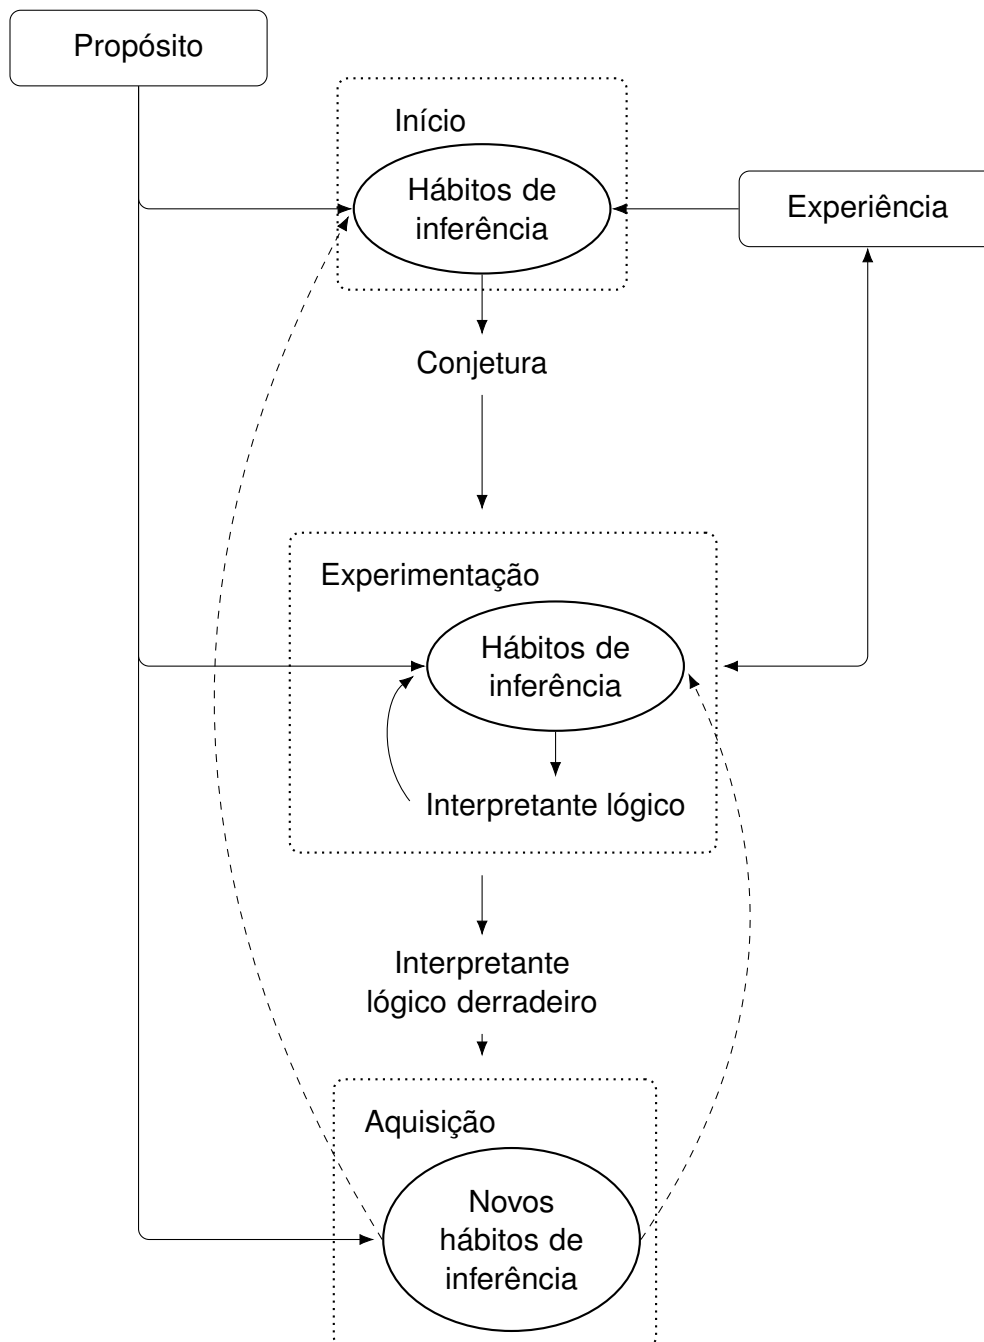 Propósito
Início
Hábitos de
inferência
Experiência
Conjetura
Experimentação
Hábitos de
inferência
Interpretante lógico
Interpretante
lógico derradeiro
Aquisição
Novos
hábitos de
inferência